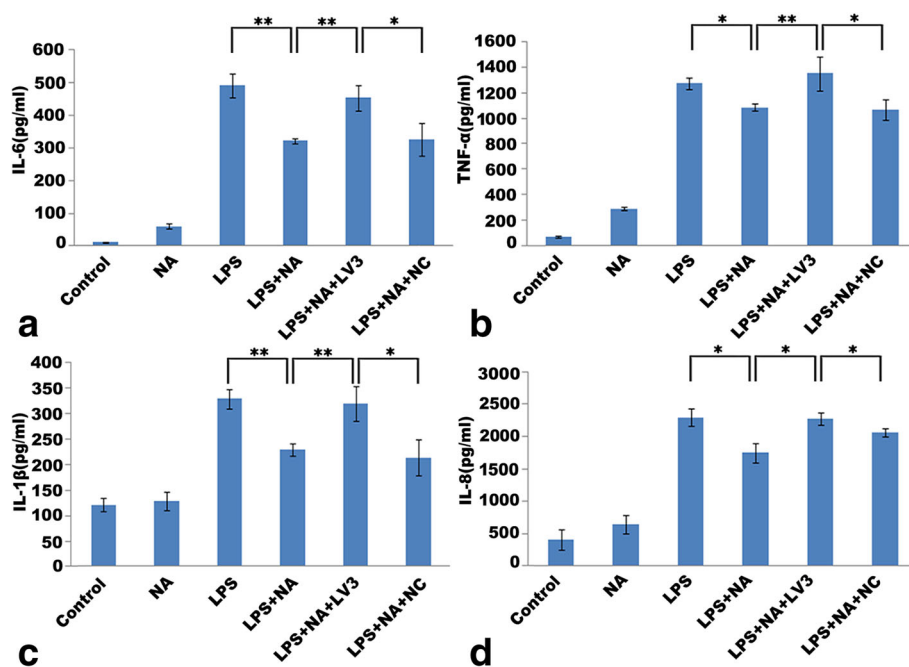 ** ** *
IL-6(pg/ml)
600
500
400
300
200
100
0
Control NA LPS LPS+NA LPS+NA+LV3 LPS+NA+NC
a
* ** *
TNF-α(pg/ml)
1600
1400
1200
1000
800
600
400
200
0
Control NA LPS LPS+NA LPS+NA+LV3 LPS+NA+NC
b
** ** *
IL-1β(pg/ml)
400
350
300
250
200
150
100
50
0
Control NA LPS LPS+NA LPS+NA+LV3 LPS+NA+NC
c
* * *
IL-8(pg/ml)
3000
2500
2000
1500
1000
500
0
Control NA LPS LPS+NA LPS+NA+LV3 LPS+NA+NC
d